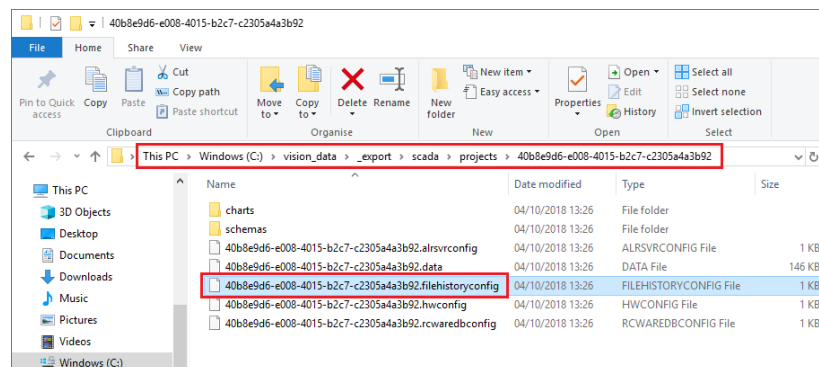 40b8e9d6-e008-4015-b2c7-c2305a4a3b92
File Home Share View
Pin to Quick access
Copy
Paste
Cut
Copy path
Paste shortcut
Move to
Copy to
Delete
Rename
New folder
New item
Easy access
Properties
Open
Edit
History
Select all
Select none
Invert selection
Clipboard Organise New Open Select
This PC > Windows (C:) > vision_data > _export > scada > projects > 40b8e9d6-e008-4015-b2c7-c2305a4a3b92
Name Date modified Type Size
This PC
3D Objects
Desktop
Documents
Downloads
Music
Pictures
Videos
Windows (C:)
charts 04/10/2018 13:26 File folder
schemas 04/10/2018 13:26 File folder
40b8e9d6-e008-4015-b2c7-c2305a4a3b92.alrsvrconfig 04/10/2018 13:26 ALRSVRCONFIG File 1 KB
40b8e9d6-e008-4015-b2c7-c2305a4a3b92.data 04/10/2018 13:26 DATA File 146 KB
40b8e9d6-e008-4015-b2c7-c2305a4a3b92.filehistoryconfig 04/10/2018 13:26 FILEHISTORYCONFIG File 1 KB
40b8e9d6-e008-4015-b2c7-c2305a4a3b92.hwconfig 04/10/2018 13:26 HWCONFIG File 1 KB
40b8e9d6-e008-4015-b2c7-c2305a4a3b92.rcwaredbconfig 04/10/2018 13:26 RCWAREDBCONFIG File 1 KB